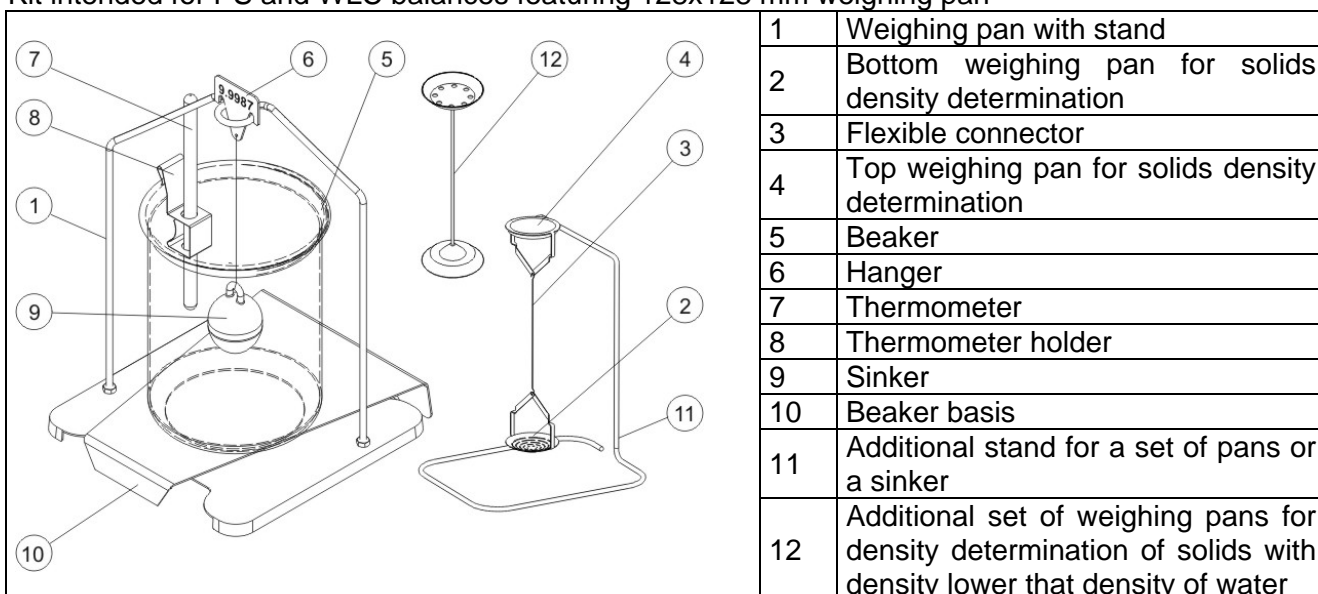 Kit intended for PS and WLC balances featuring 128x128 mm weighing pan
7
6
5
12
4
9.9987
8
3
1
9
2
11
10
1 Weighing pan with stand
2 Bottom weighing pan for solids
density determination
3 Flexible connector
4 Top weighing pan for solids density
determination
5 Beaker
6 Hanger
7 Thermometer
8 Thermometer holder
9 Sinker
10 Beaker basis
11 Additional stand for a set of pans or
a sinker
12 Additional set of weighing pans for
density determination of solids with
density lower that density of water